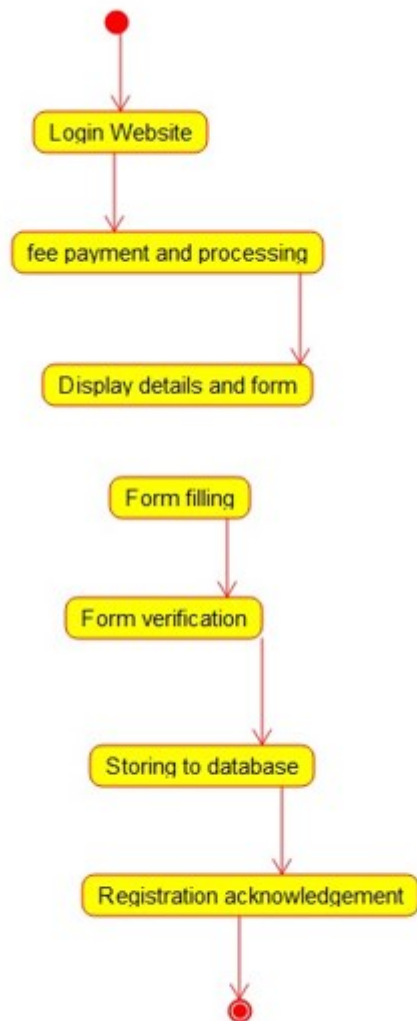 Login Website
fee payment and processing
Display details and form
Form filling
Form verification
Storing to database
Registration acknowledgement